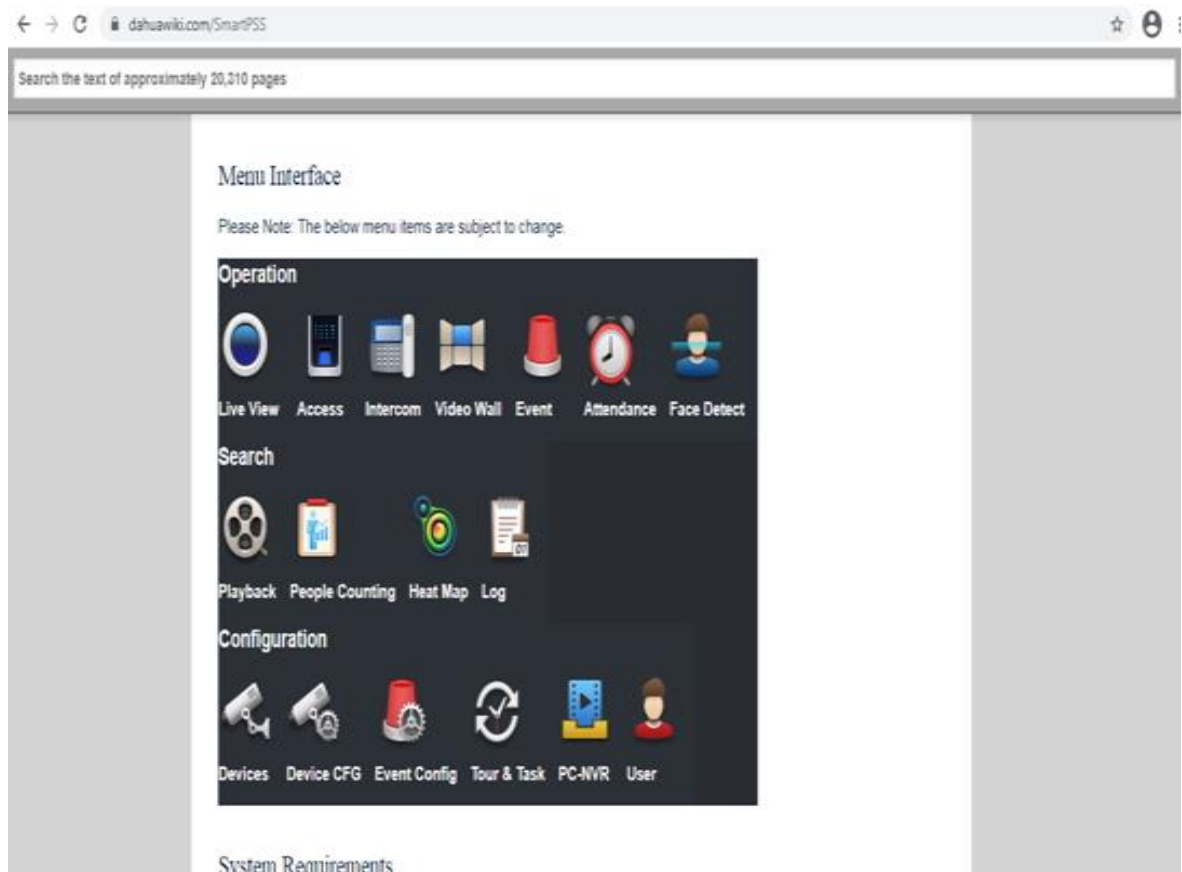 dahuawiki.com/SmartPSS
Search the text of approximately 20,310 pages
Menu Interface
Please Note: The below menu items are subject to change.
Operation
Live View Access Intercom Video Wall Event Attendance Face Detect
Search
Playback People Counting Heat Map Log
Configuration
Devices Device CFG Event Config Tour & Task PC-NVR User
System Requirements